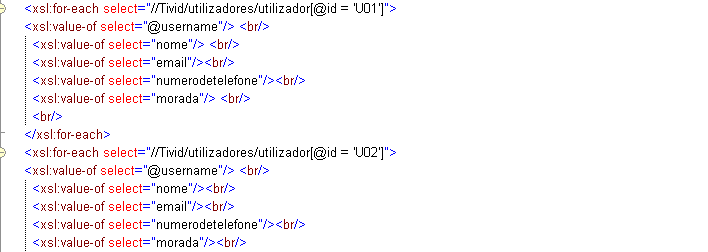 <xsl:for-each select="//Tivid/utilizadores/utilizador[@id = 'U01']">
<xsl:value-of select="@username"/> <br/>
<xsl:value-of select="nome"/> <br/>
<xsl:value-of select="email"/><br/>
<xsl:value-of select="numerodetelefone"/><br/>
<xsl:value-of select="morada"/> <br/>
<br/>
</xsl:for-each>
<xsl:for-each select="//Tivid/utilizadores/utilizador[@id = 'U02']">
<xsl:value-of select="@username"/> <br/>
<xsl:value-of select="nome"/><br/>
<xsl:value-of select="email"/><br/>
<xsl:value-of select="numerodetelefone"/><br/>
<xsl:value-of select="morada"/><br/>